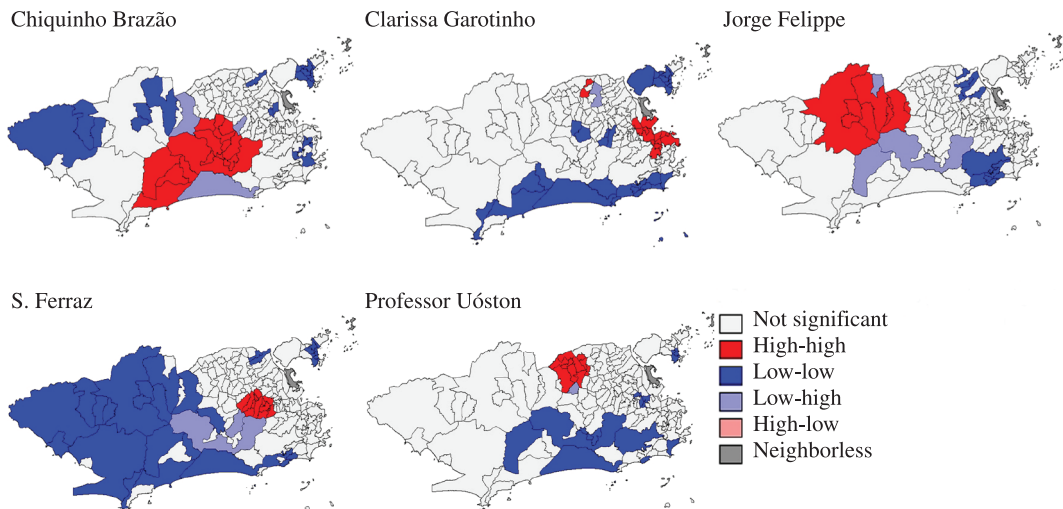 Chiquinho Brazão
Clarissa Garotinho
Jorge Felippe
S. Ferraz
Professor Uóston
Not significant
High-high
Low-low
Low-high
High-low
Neighborless